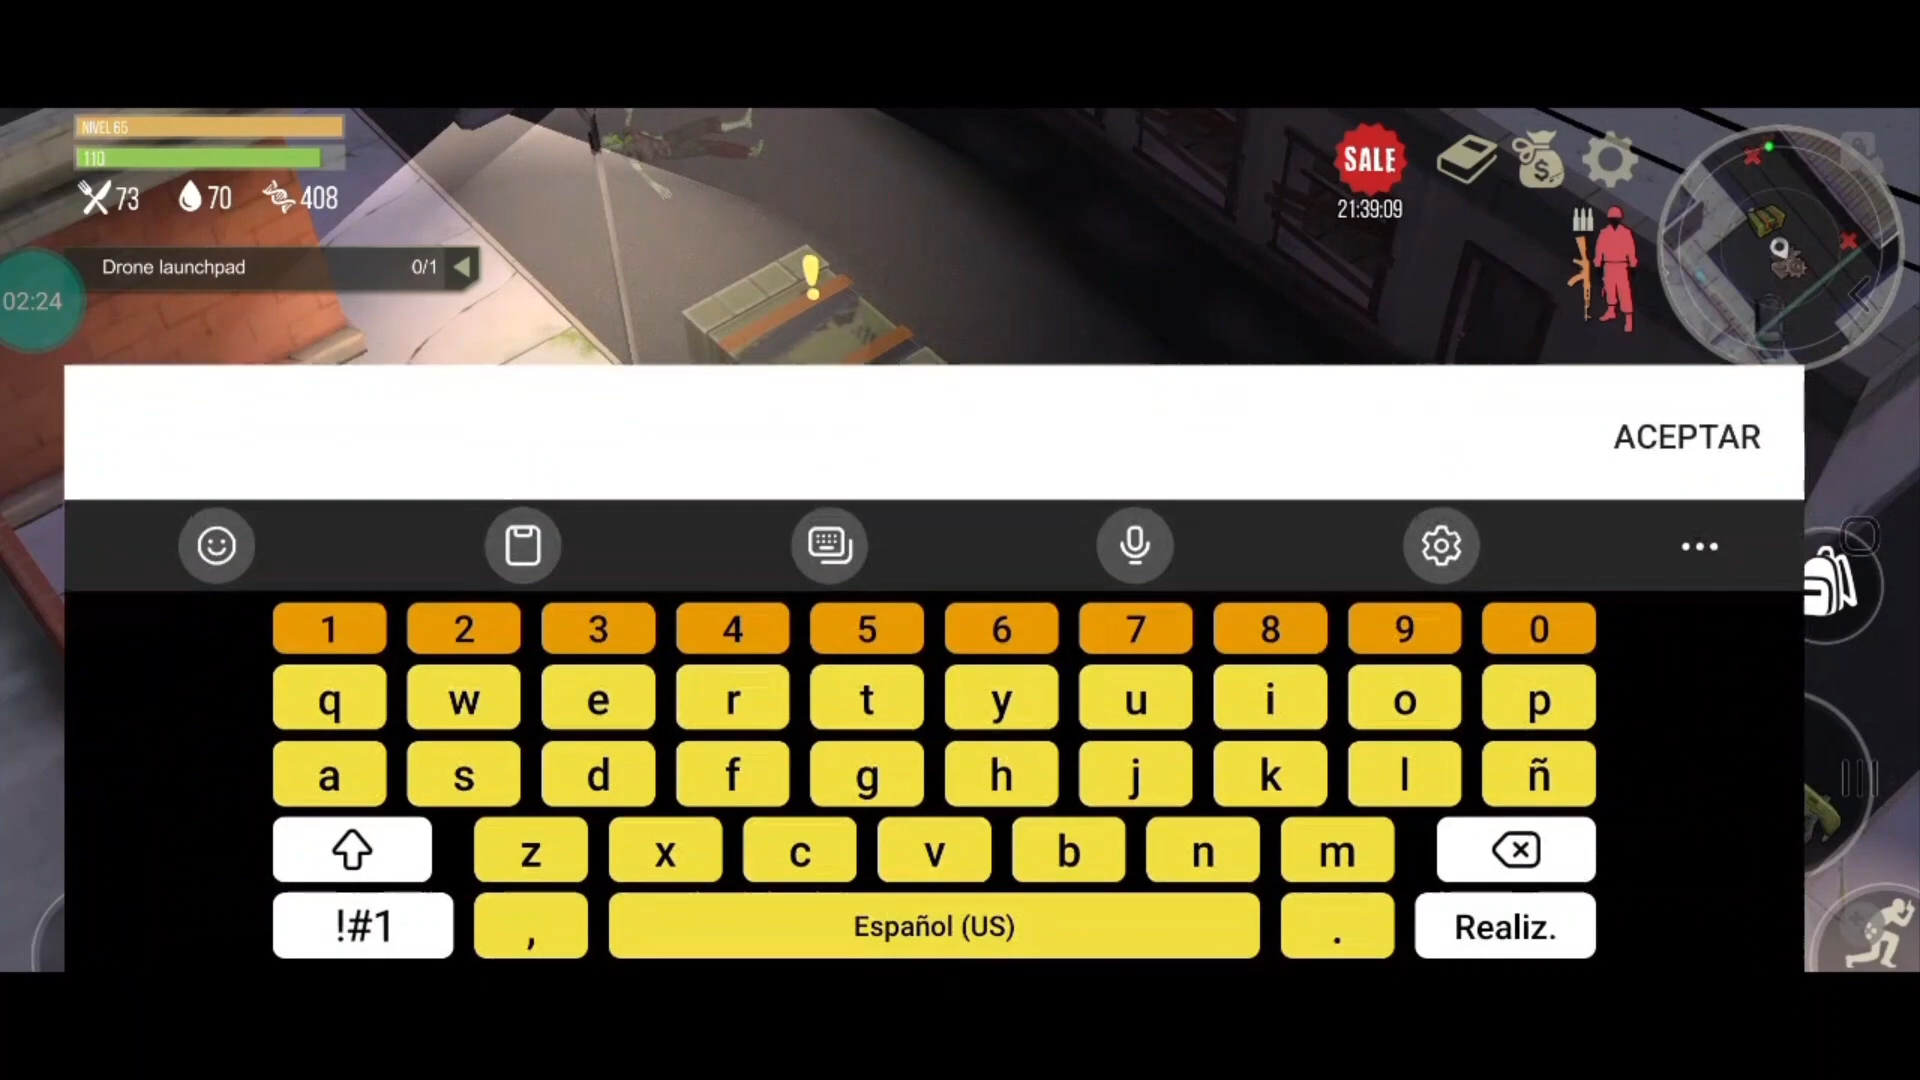 NIVEL 65
110
73 70 408
Drone launchpad 0/1
02:24
SALE
21:39:09
ACEPTAR
1 2 3 4 5 6 7 8 9 0
q w e r t y u i o p
a s d f g h j k l ñ
z x c v b n m
!#1 , Español (US) . Realiz.